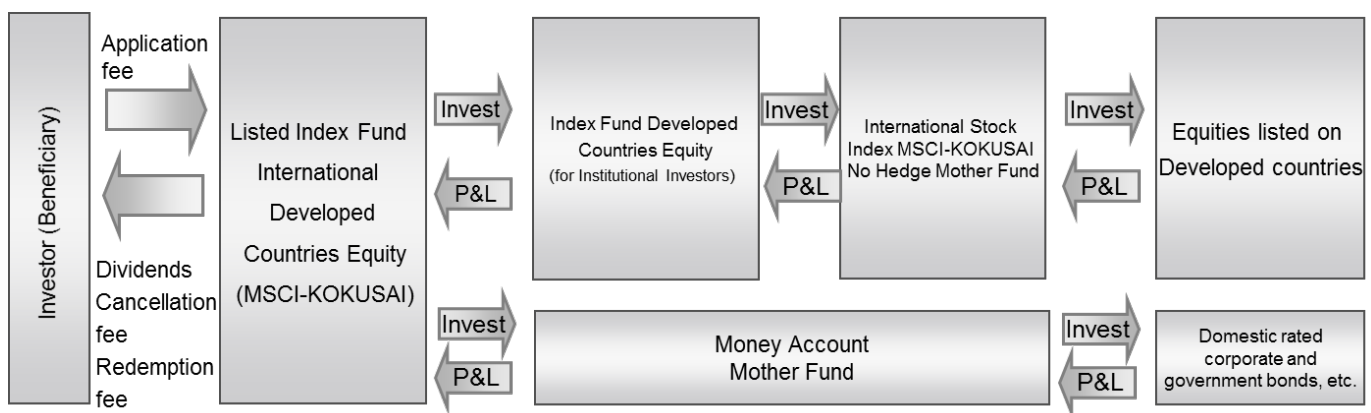 Investor (Beneficiary)
Application
fee
Dividends
Cancellation
fee
Redemption
fee
Listed Index Fund
International
Developed
Countries Equity
(MSCI-KOKUSAI)
Invest
P&L
Index Fund Developed
Countries Equity
(for Institutional Investors)
Invest
P&L
International Stock
Index MSCI-KOKUSAI
No Hedge Mother Fund
Invest
P&L
Equities listed on
Developed countries
Invest
P&L
Money Account
Mother Fund
Invest
P&L
Domestic rated
corporate and
government bonds, etc.